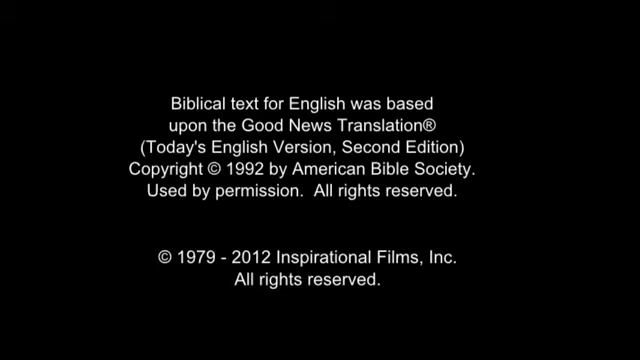 Biblical text for English was based
upon the Good News Translation®
(Today's English Version, Second Edition)
Copyright © 1992 by American Bible Society.
Used by permission.  All rights reserved.
© 1979 - 2012 Inspirational Films, Inc.
All rights reserved.